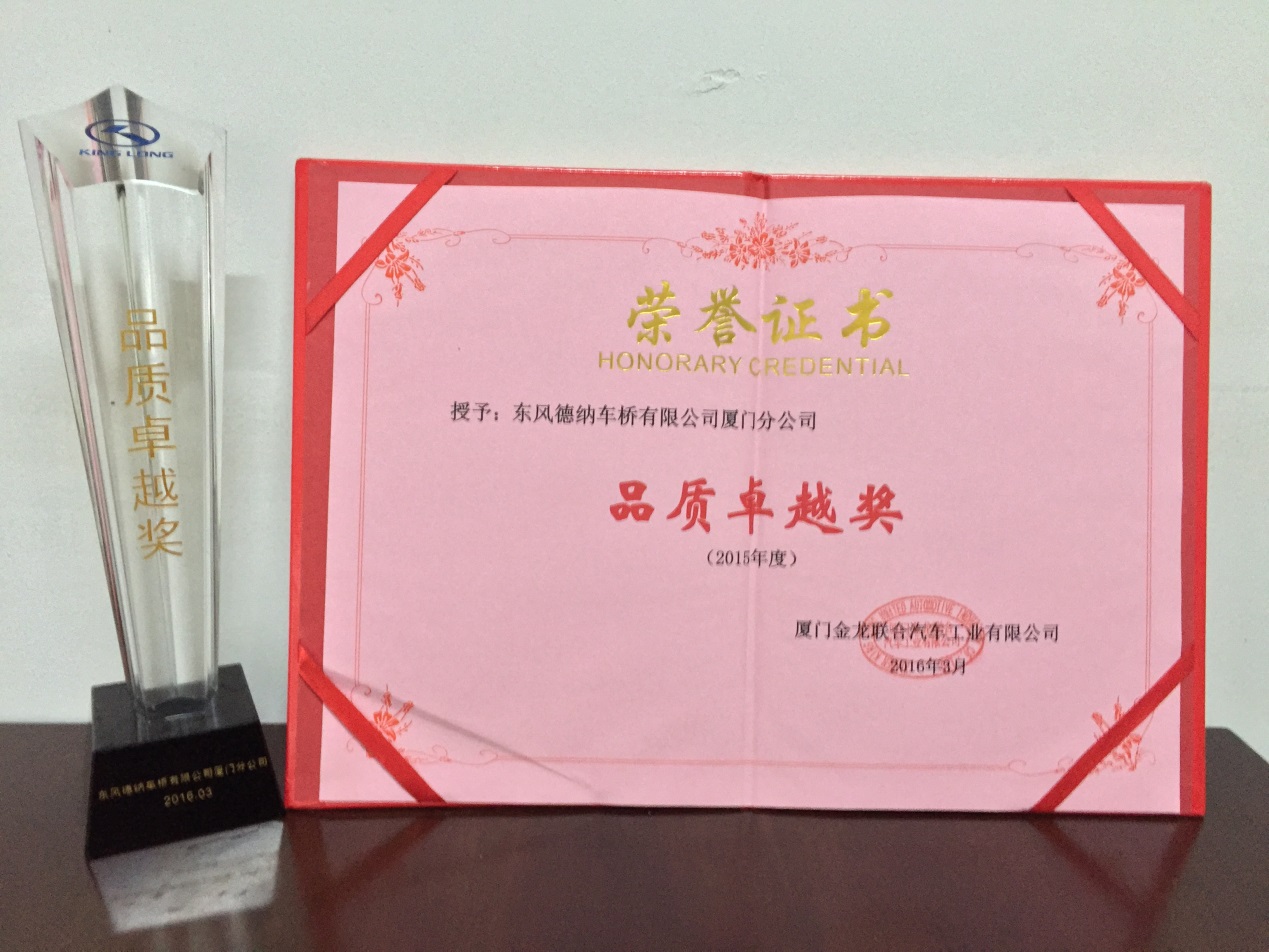 KING LONG
品质卓越奖
东风德纳车桥有限公司厦门分公司
2016.03
荣誉证书
HONORARY CREDENTIAL
授予：东风德纳车桥有限公司厦门分公司
品质卓越奖
（2015年度）
厦门金龙联合汽车工业有限公司
2016年3月